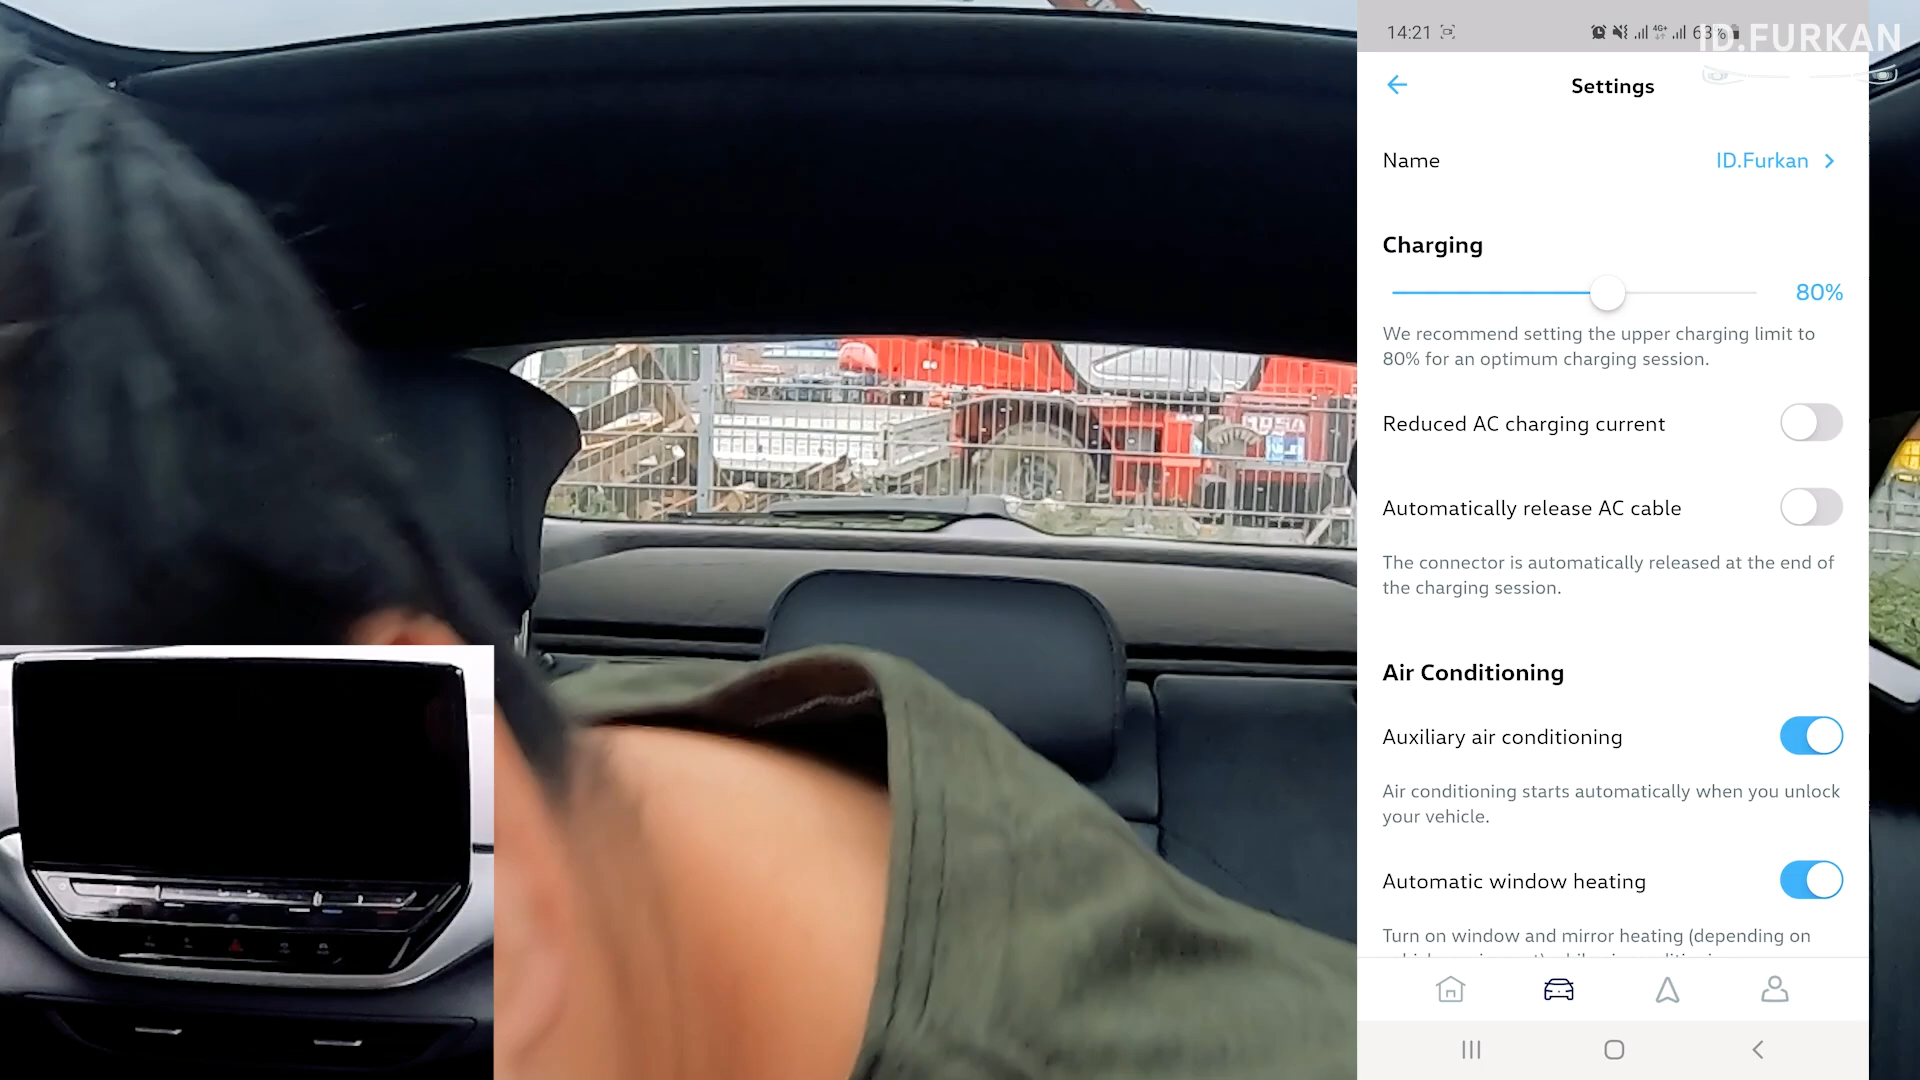 14:21
4G+
63%
ID.FURKAN
Settings
Name
ID.Furkan
Charging
80%
We recommend setting the upper charging limit to
80% for an optimum charging session.
Reduced AC charging current
Automatically release AC cable
The connector is automatically released at the end of
the charging session.
Air Conditioning
Auxiliary air conditioning
Air conditioning starts automatically when you unlock
your vehicle.
Automatic window heating
Turn on window and mirror heating (depending on